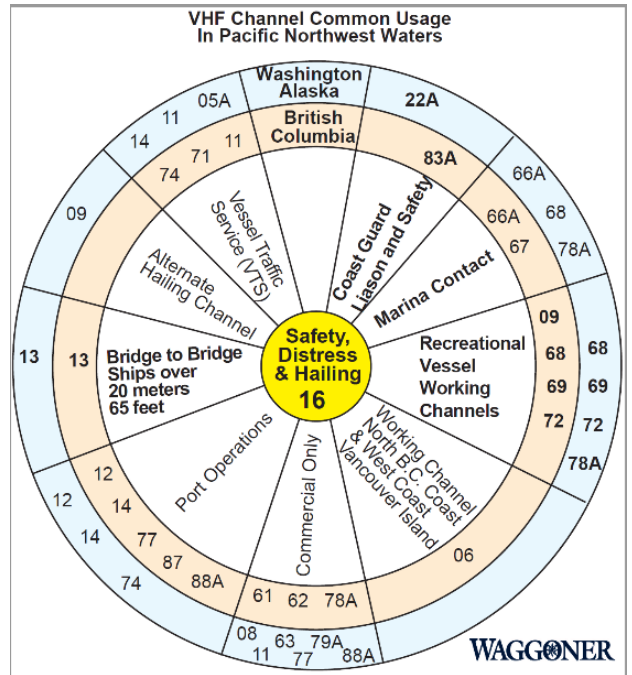 VHF Channel Common Usage
In Pacific Northwest Waters
Washington
Alaska
British
Columbia
22A
83A
Coast Guard
Liason and Safety
66A
68
78A
66A
67
Marina Contact
09
68
69
72
68
69
72
78A
Recreational
Vessel
Working
Channels
06
Working Channel
North B.C. Coast
& West Coast
Vancouver Island
61 62 78A
08 63 79A
11 77 88A
Commercial Only
12
14
77
87
88A
12
14
74
Port Operations
13
13
Bridge to Bridge
Ships over
20 meters
65 feet
09
Alternate
Hailing Channel
14 11 05A
74 71 11
Vessel Traffic
Service (VTS)
Safety,
Distress
& Hailing
16
WAGGONER